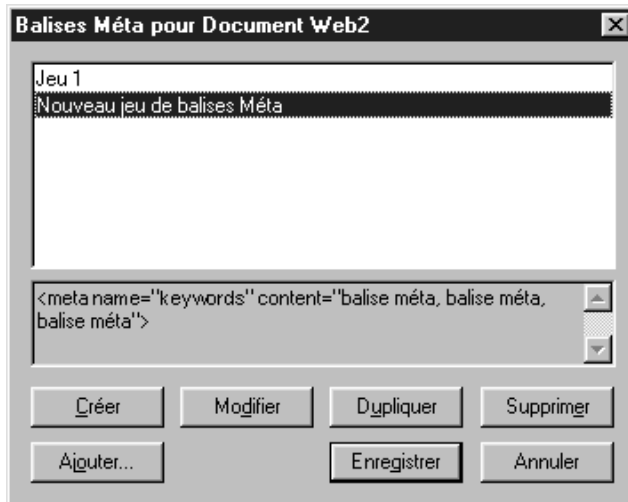 Balises Méta pour Document Web2
Jeu 1
Nouveau jeu de balises Méta
<meta name="keywords" content="balise méta, balise méta,
balise méta">
Créer Modifier Dupliquer Supprimer
Ajouter... Enregistrer Annuler